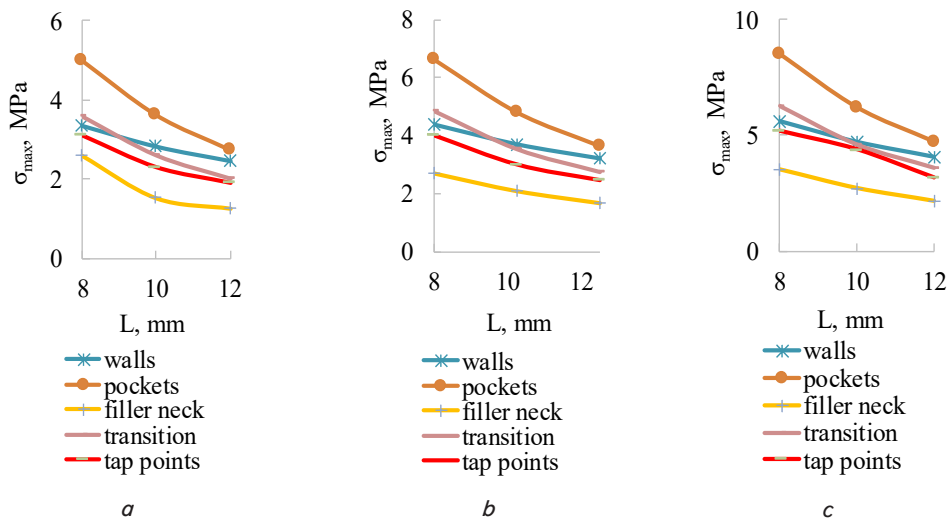 6
4
2
0
σmax, MPa
8 10 12
L, mm
walls
pockets
filler neck
transition
tap points
a
8
6
4
2
0
σmax, MPa
8 10 12
L, mm
walls
pockets
filler neck
transition
tap points
b
10
5
0
σmax, MPa
8 10 12
L, mm
walls
pockets
filler neck
transition
tap points
c